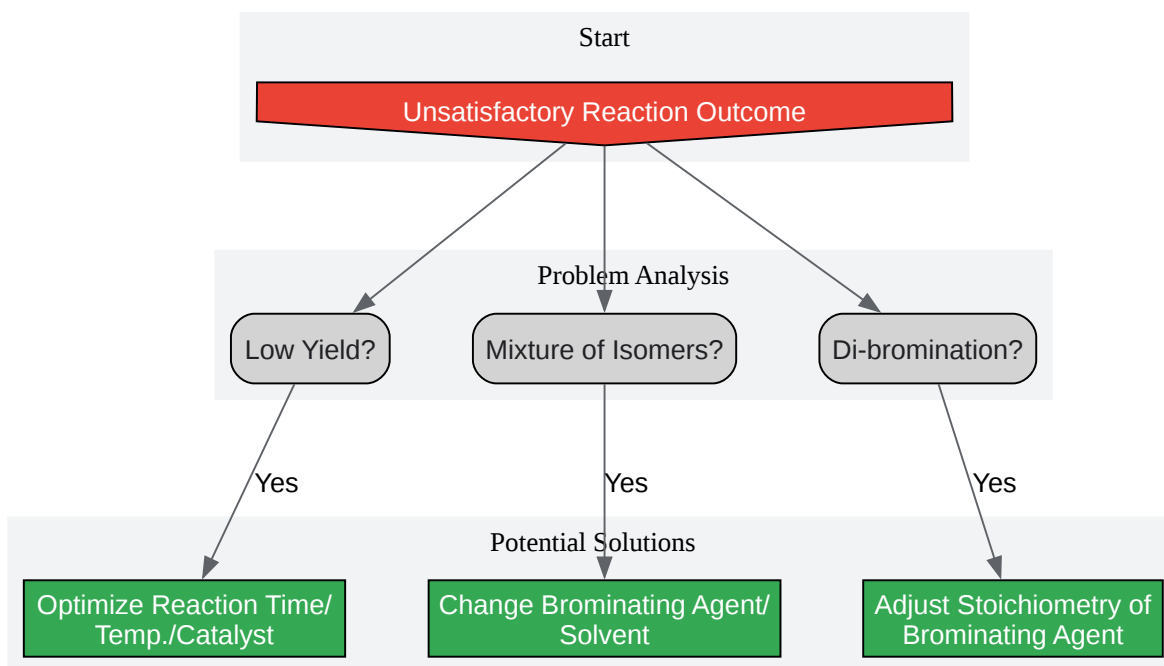 Start
Unsatisfactory Reaction Outcome
Problem Analysis
Low Yield?
Mixture of Isomers?
Di-bromination?
Yes
Yes
Yes
Potential Solutions
Optimize Reaction Time/
Temp./Catalyst
Change Brominating Agent/
Solvent
Adjust Stoichiometry of
Brominating Agent